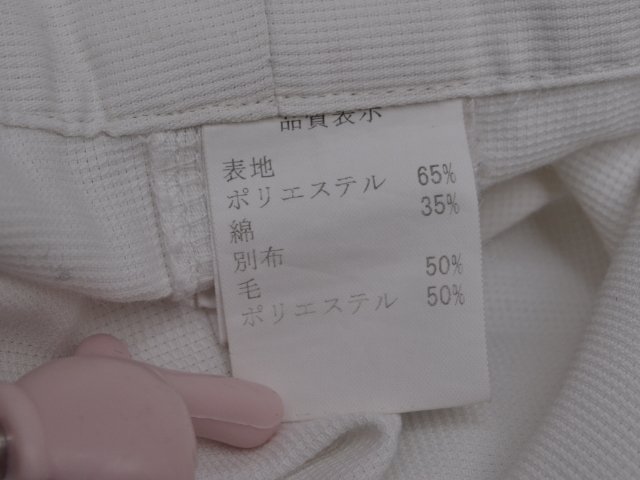 品質表示
表地
ポリエステル 65%
綿 35%
別布
毛 50%
ポリエステル 50%